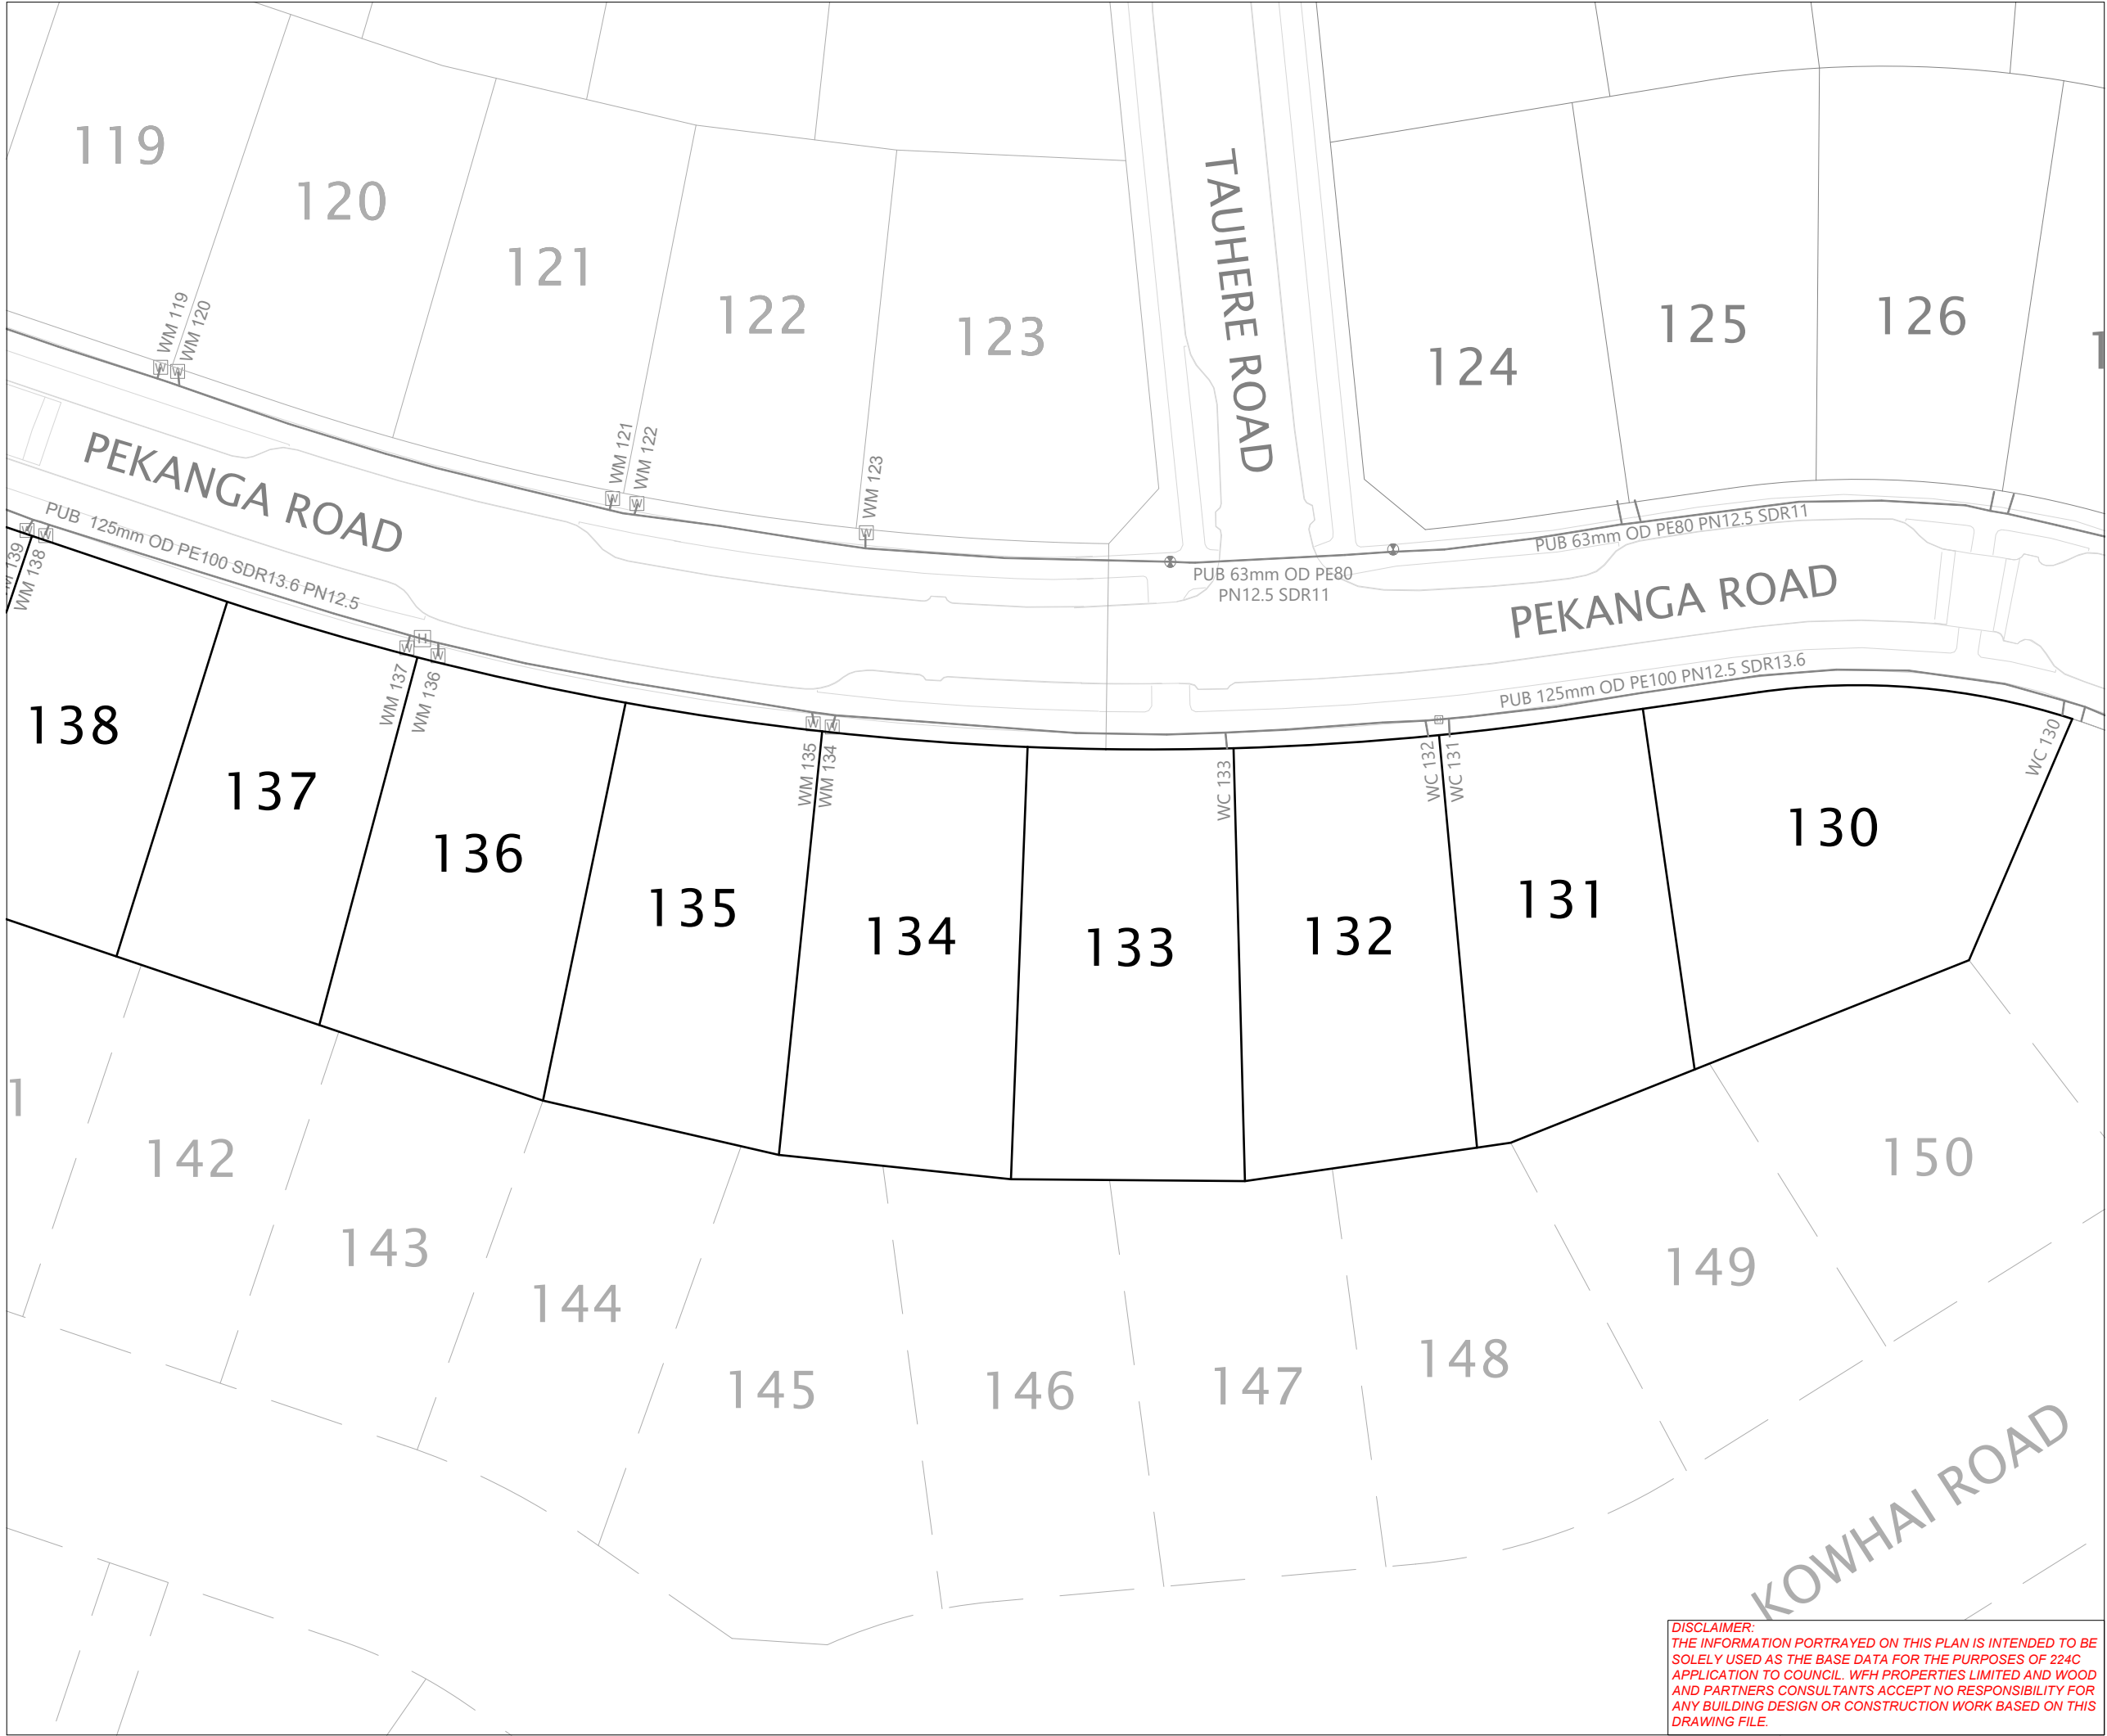 119
120
121
122
123
124
125
126
TAUHERE ROAD
WM 119
WM 120
WM 121
WM 122
WM 123
W
W
W
W
W
PEKANGA ROAD
PUB 63mm OD PE80 PN12.5 SDR11
PUB 63mm OD PE80
PN12.5 SDR11
PEKANGA ROAD
PUB 125mm OD PE100 SDR13.6 PN12.5
PUB 125mm OD PE100 PN12.5 SDR13.6
W
W
139
WM 138
H
W
W
WM 137
WM 136
W
W
WM 135
WM 134
WC 133
WC 132
WC 131
WC 130
138
137
136
135
134
133
132
131
130
142
143
144
145
146
147
148
149
150
KOWHAI ROAD
DISCLAIMER:
THE INFORMATION PORTRAYED ON THIS PLAN IS INTENDED TO BE
SOLELY USED AS THE BASE DATA FOR THE PURPOSES OF 224C
APPLICATION TO COUNCIL. WFH PROPERTIES LIMITED AND WOOD
AND PARTNERS CONSULTANTS ACCEPT NO RESPONSIBILITY FOR
ANY BUILDING DESIGN OR CONSTRUCTION WORK BASED ON THIS
DRAWING FILE.